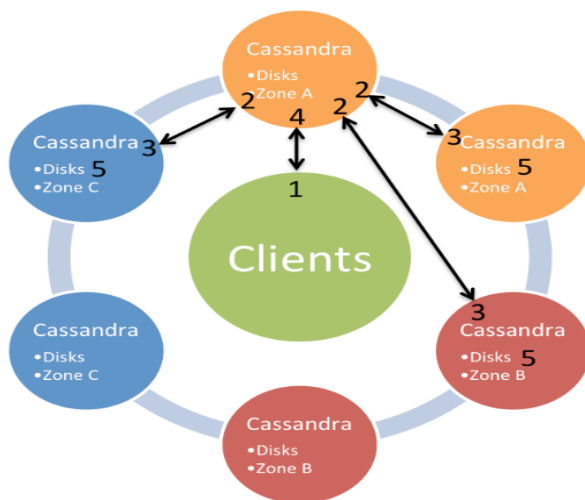 Cassandra
•Disks
•Zone A
2
4
2
2
Cassandra
•Disks 5
•Zone C
3
3
Cassandra
•Disks 5
•Zone A
1
Clients
3
Cassandra
•Disks
•Zone C
Cassandra
•Disks 5
•Zone B
Cassandra
•Disks
•Zone B